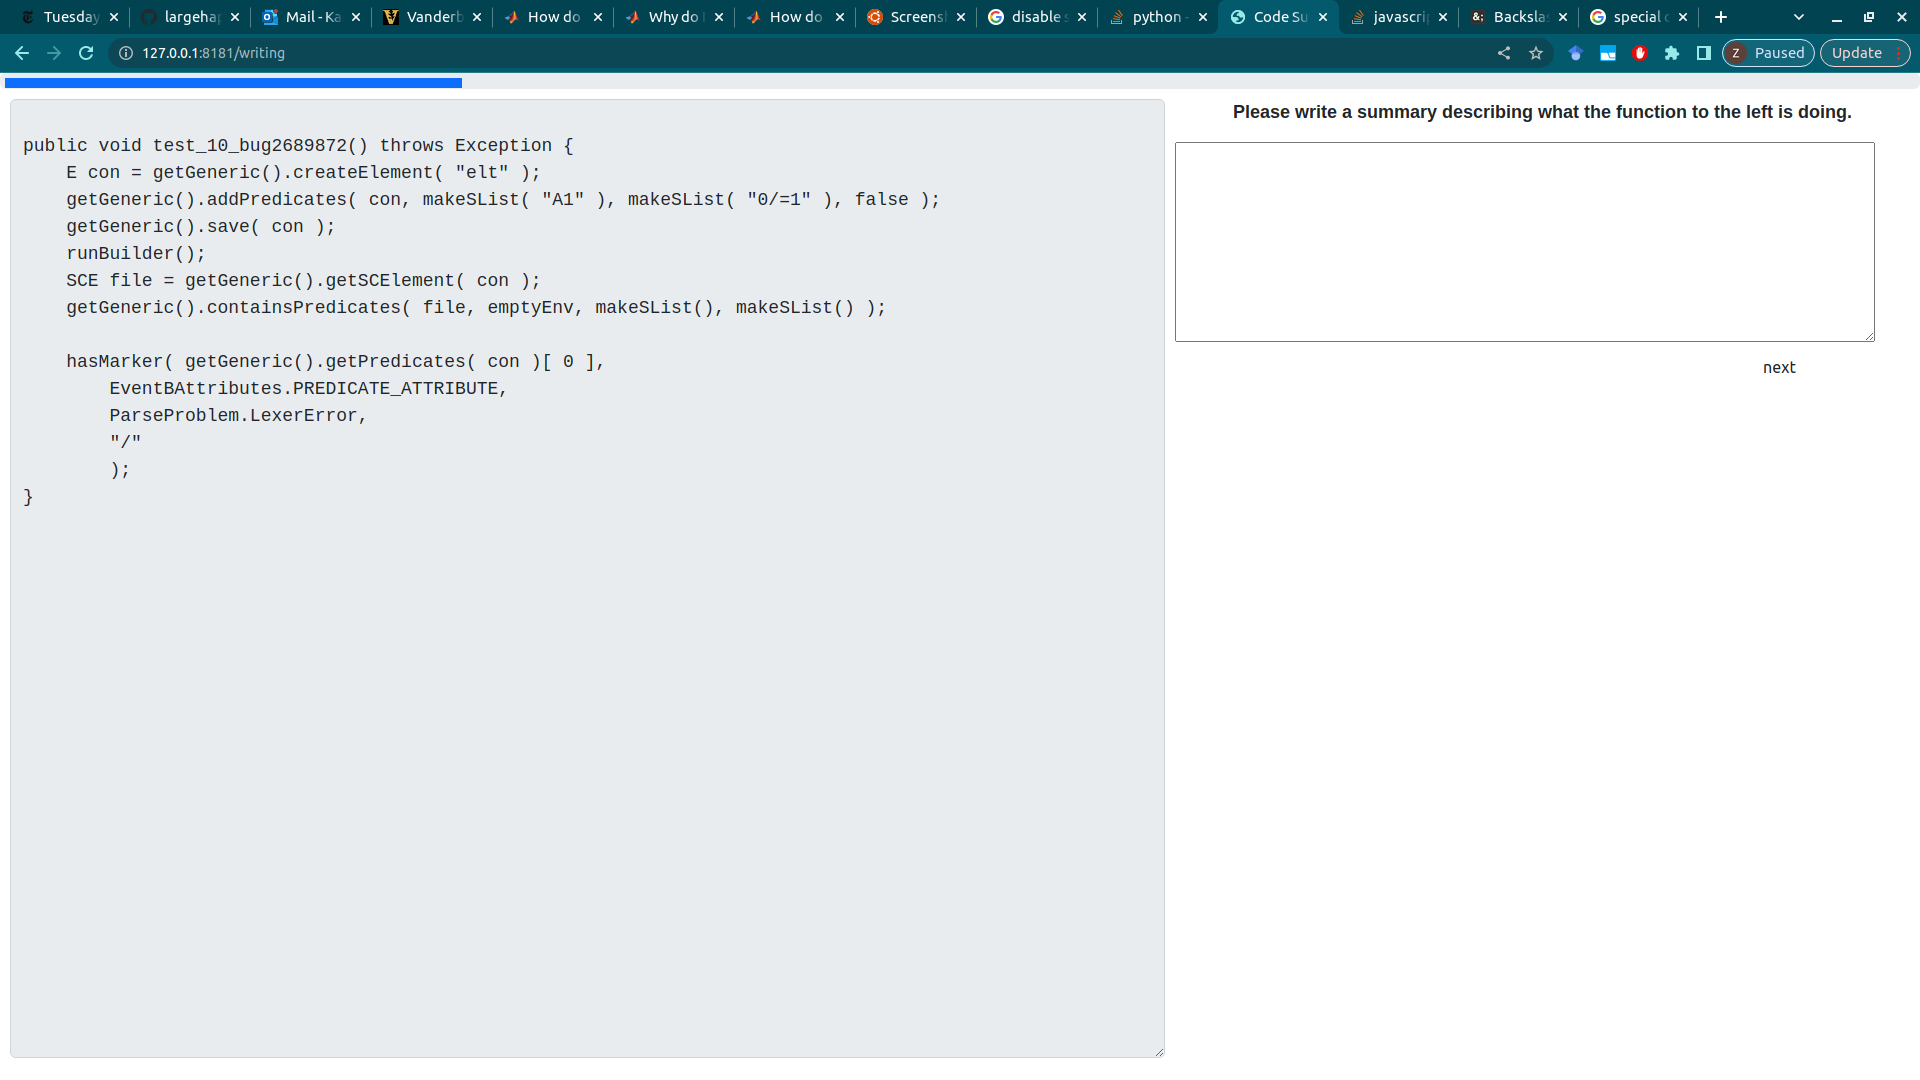 Tuesday
largehap
Mail - Ka
Vanderb
How do
Why do
How do
Screens
disable s
python -
Code Su
javascrip
Backslas
special c
127.0.0.1:8181/writing
Z Paused
Update
public void test_10_bug2689872() throws Exception {
    E con = getGeneric().createElement( "elt" );
    getGeneric().addPredicates( con, makeSList( "A1" ), makeSList( "0/=1" ), false );
    getGeneric().save( con );
    runBuilder();
    SCE file = getGeneric().getSCElement( con );
    getGeneric().containsPredicates( file, emptyEnv, makeSList(), makeSList() );
    hasMarker( getGeneric().getPredicates( con )[ 0 ],
        EventBAttributes.PREDICATE_ATTRIBUTE,
        ParseProblem.LexerError,
        "/"
        );
}
Please write a summary describing what the function to the left is doing.
next